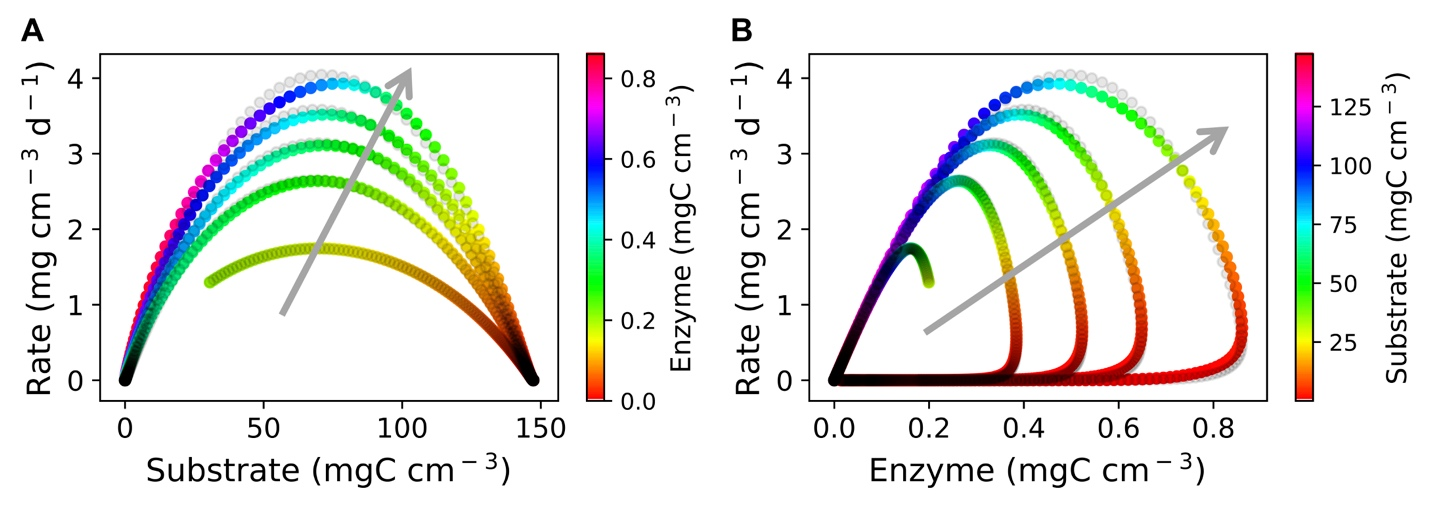 A
Rate (mg cm⁻³ d⁻¹)
4
3
2
1
0
0 50 100 150
Substrate (mgC cm⁻³)
0.8
0.6
0.4
0.2
0.0
Enzyme (mgC cm⁻³)
B
Rate (mg cm⁻³ d⁻¹)
4
3
2
1
0
0.0 0.2 0.4 0.6 0.8
Enzyme (mgC cm⁻³)
125
100
75
50
25
Substrate (mgC cm⁻³)